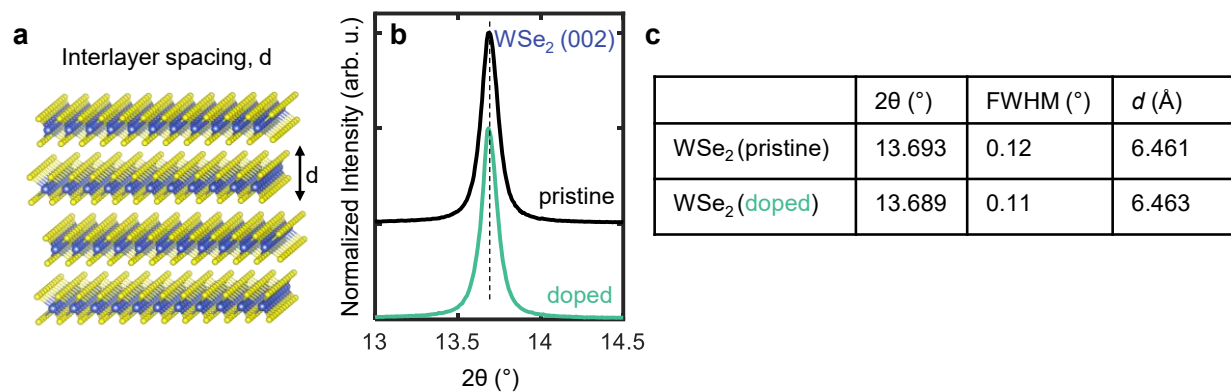 a
Interlayer spacing, d
d
b
WSe₂ (002)
pristine
doped
Normalized Intensity (arb. u.)
13 13.5 14 14.5
2θ (°)
c
2θ (°) FWHM (°) d (Å)
WSe₂ (pristine) 13.693 0.12 6.461
WSe₂ (doped) 13.689 0.11 6.463